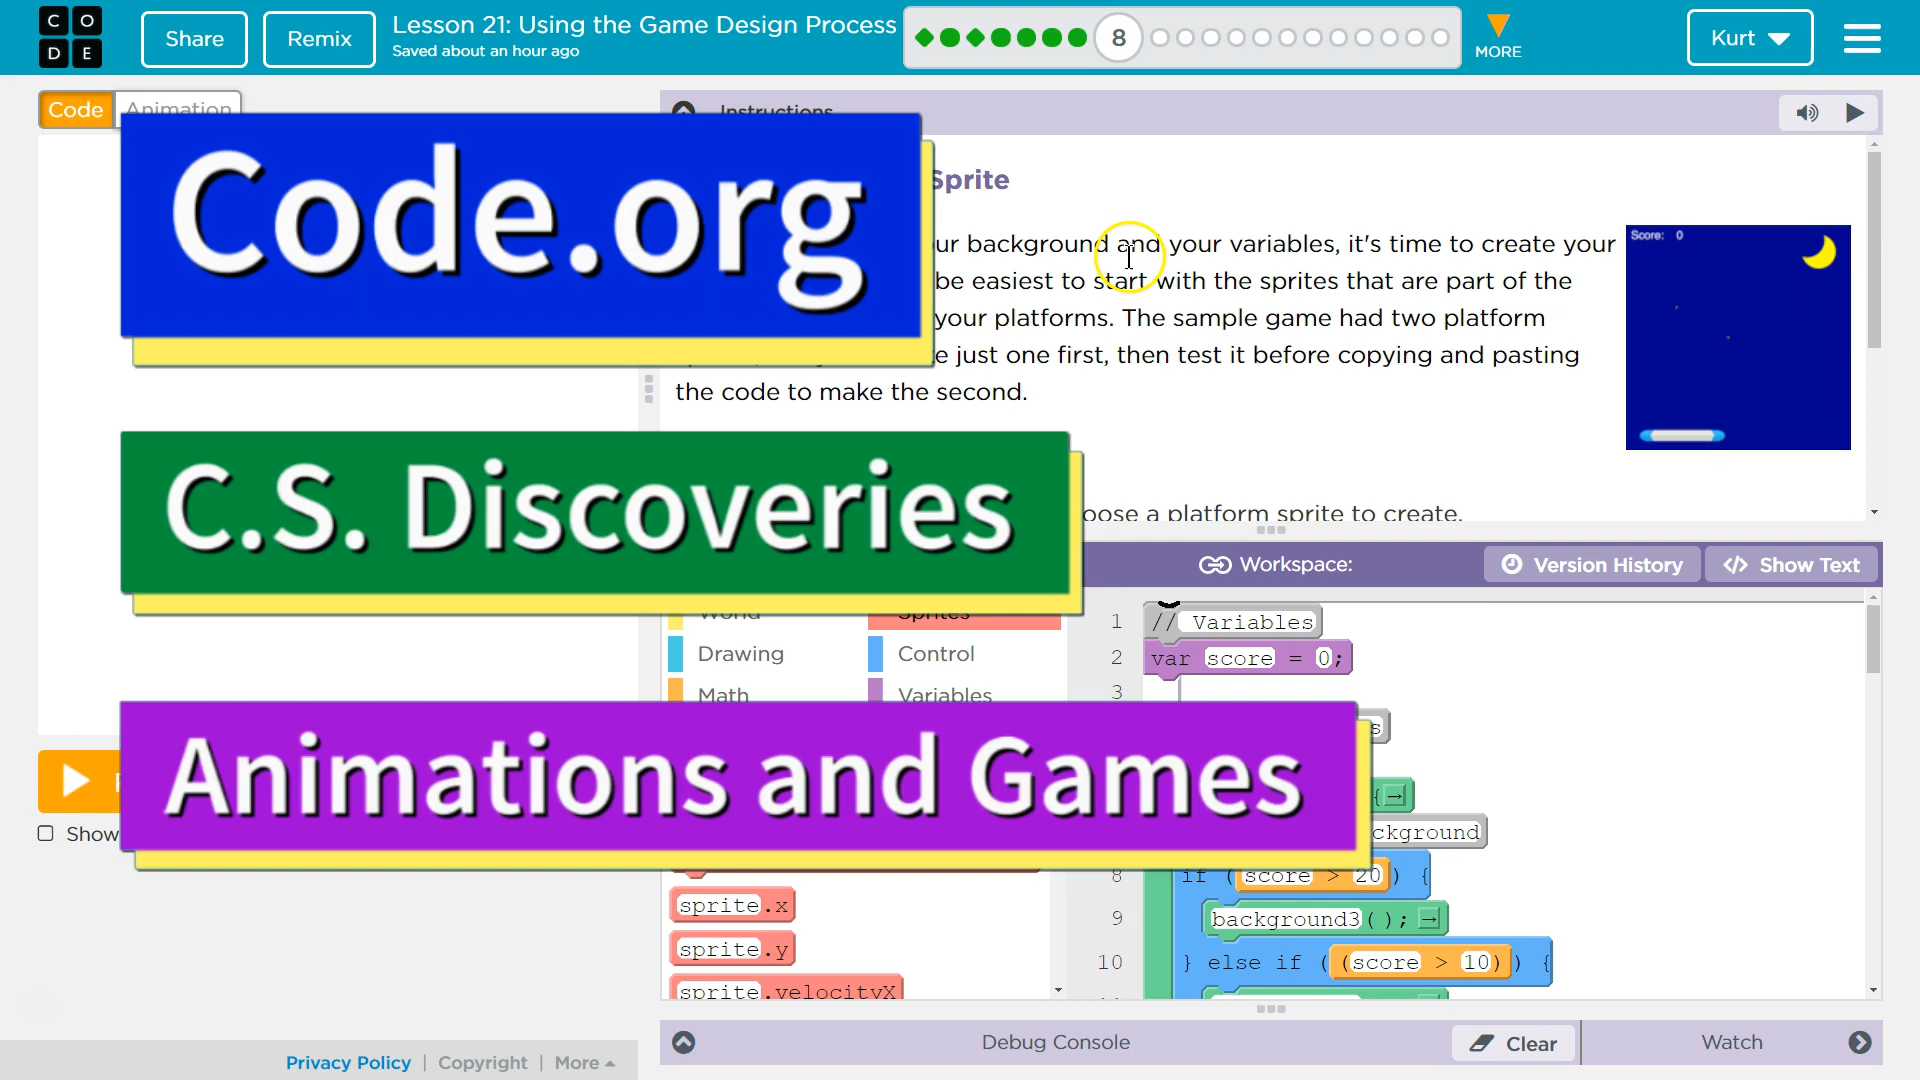 CODE
Share
Remix
Lesson 21: Using the Game Design Process
Saved about an hour ago
8
MORE
Kurt
Code
Animation
Instructions
Code.org
C.S. Discoveries
Animations and Games
Sprite
ur background and your variables, it's time to create your
be easiest to start with the sprites that are part of the
your platforms. The sample game had two platform
e just one first, then test it before copying and pasting
the code to make the second.
Score: 0
oose a platform sprite to create.
Workspace:
Version History
</> Show Text
World
Sprites
Drawing
Control
Math
Variables
sprite.x
sprite.y
sprite.velocityX
1 // Variables
2 var score = 0;
3
s
{
ckground
8 if (score > 20) {
9 background3();
10 } else if ((score > 10)) {
Show
Debug Console
Clear
Watch
Privacy Policy | Copyright | More